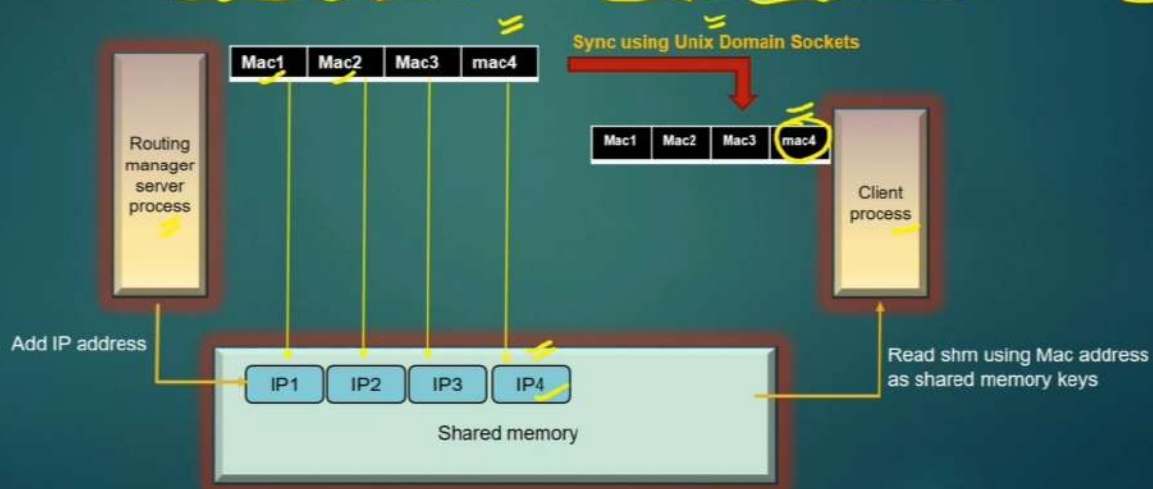 Sync using Unix Domain Sockets
Mac1 Mac2 Mac3 mac4
Mac1 Mac2 Mac3 mac4
Routing
manager
server
process
Client
process
Add IP address
IP1 IP2 IP3 IP4
Shared memory
Read shm using Mac address
as shared memory keys